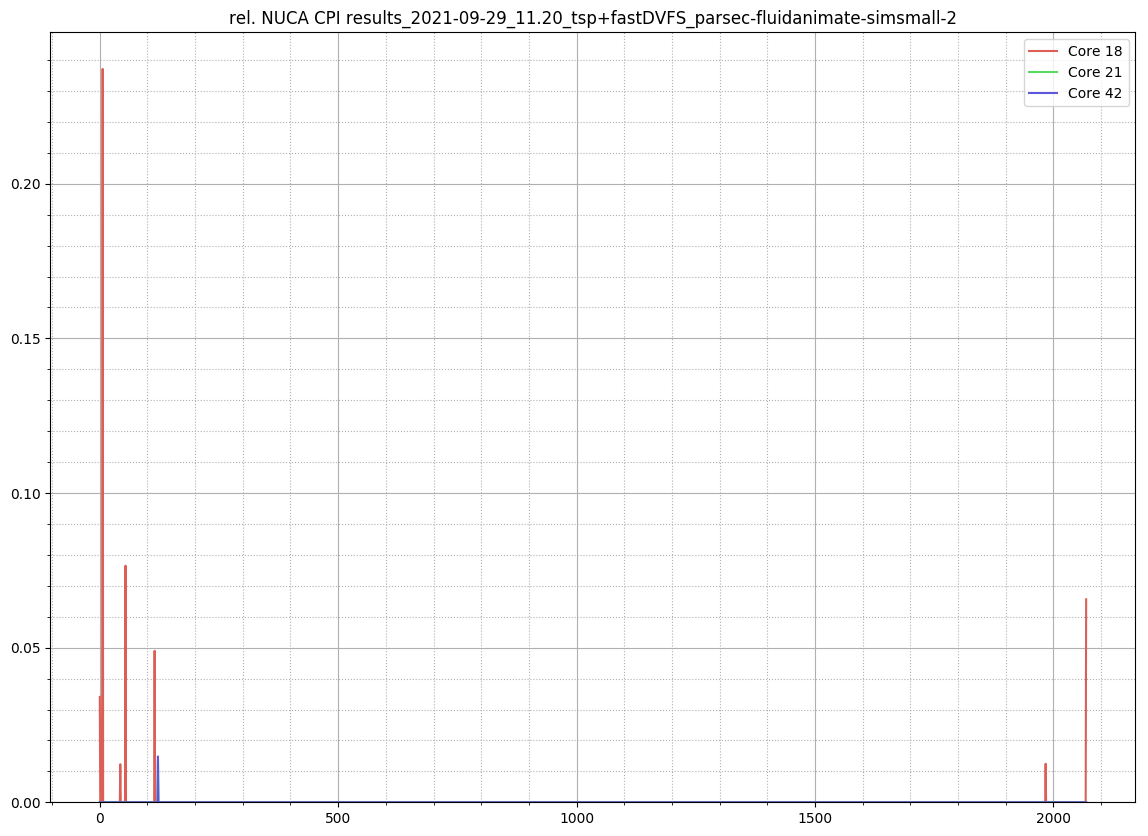 rel. NUCA CPI results_2021-09-29_11.20_tsp+fastDVFS_parsec-fluidanimate-simsmall-2
Core 18
Core 21
Core 42
0.20
0.15
0.10
0.05
0.00
0
500
1000
1500
2000